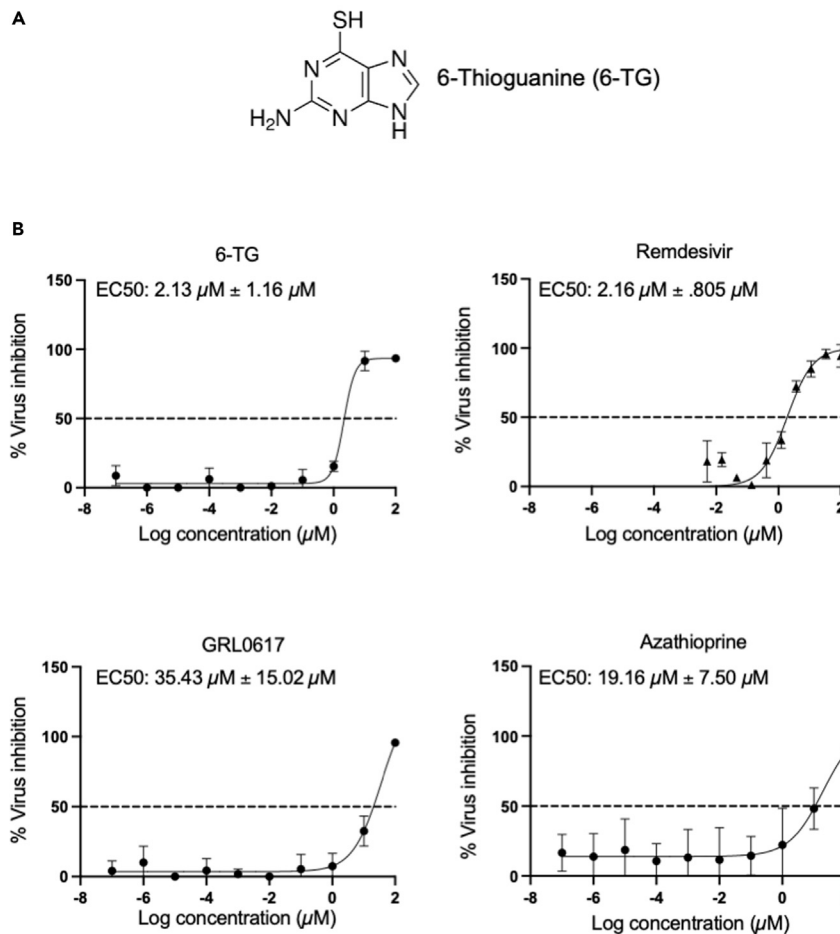 A
SH
N
N
H₂N
N
N
H
6-Thioguanine (6-TG)
B
6-TG
EC50: 2.13 µM ± 1.16 µM
% Virus inhibition
150
100
50
0
-8 -6 -4 -2 0 2
Log concentration (µM)
Remdesivir
EC50: 2.16 µM ± .805 µM
% Virus inhibition
150
100
50
0
-8 -6 -4 -2 0 2
Log concentration (µM)
GRL0617
EC50: 35.43 µM ± 15.02 µM
% Virus inhibition
150
100
50
0
-8 -6 -4 -2 0 2
Log concentration (µM)
Azathioprine
EC50: 19.16 µM ± 7.50 µM
% Virus inhibition
150
100
50
0
-8 -6 -4 -2 0 2
Log concentration (µM)